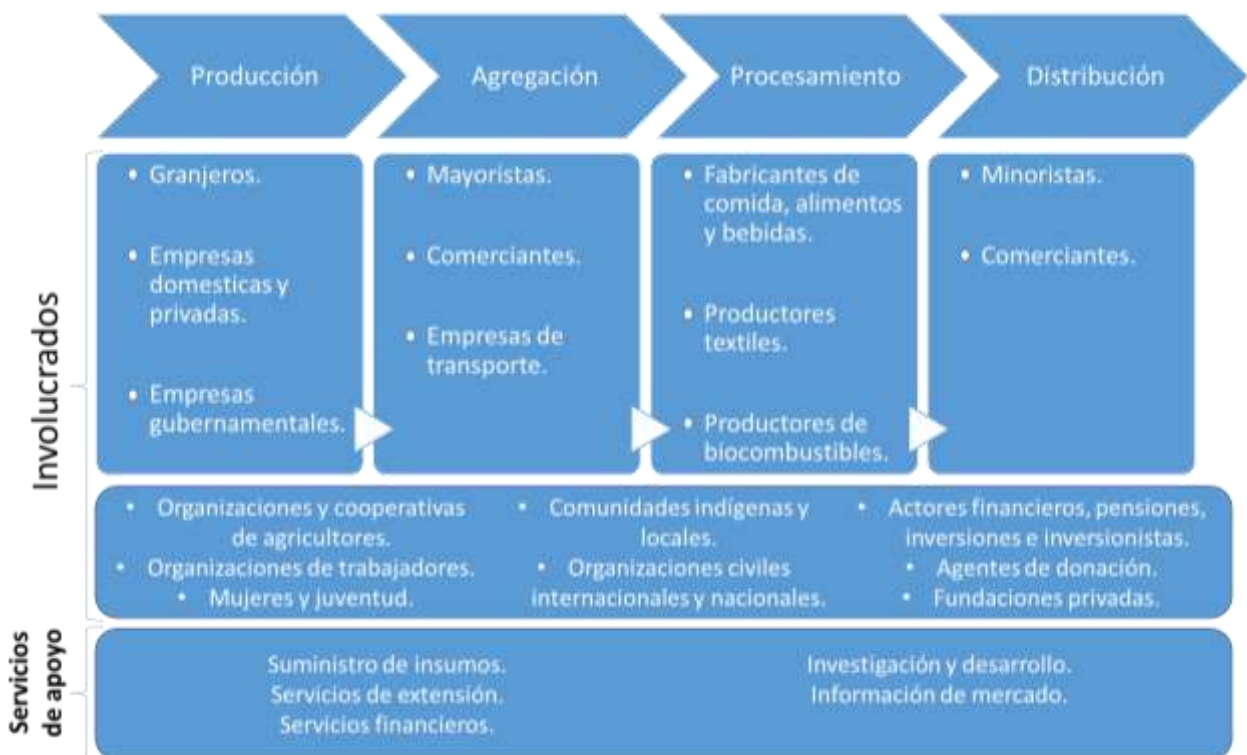 Producción
Agregación
Procesamiento
Distribución
Involucrados
• Granjeros.
• Empresas
domesticas y
privadas.
• Empresas
gubernamentales.
• Mayoristas.
• Comerciantes.
• Empresas de
transporte.
• Fabricantes de
comida, alimentos
y bebidas.
• Productores
textiles.
• Productores de
biocombustibles.
• Minoristas.
• Comerciantes.
• Organizaciones y cooperativas
de agricultores.
• Organizaciones de trabajadores.
• Mujeres y juventud.
• Comunidades indígenas y
locales.
• Organizaciones civiles
internacionales y nacionales.
• Actores financieros, pensiones,
inversiones e inversionistas.
• Agentes de donación.
• Fundaciones privadas.
Servicios
de apoyo
Suministro de insumos.
Servicios de extensión.
Servicios financieros.
Investigación y desarrollo.
Información de mercado.